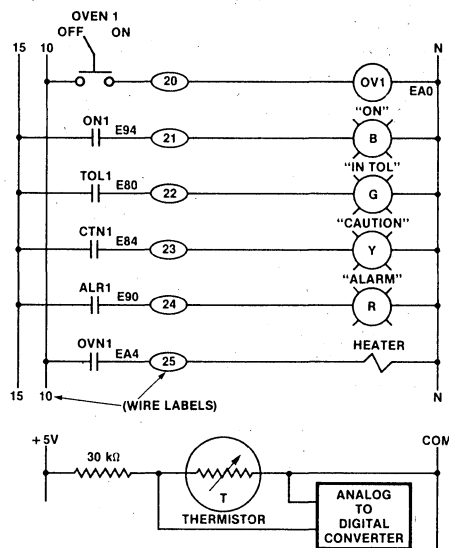 OVEN 1
OFF ON
15 10 N
20 OV1 EA0
"ON"
ON1 E94 21 B
"IN TOL"
TOL1 E80 22 G
"CAUTION"
CTN1 E84 23 Y
"ALARM"
ALR1 E90 24 R
OVN1 EA4 25 HEATER
15 10 N
(WIRE LABELS)
+5V COM
30 kΩ
T
THERMISTOR
ANALOG
TO
DIGITAL
CONVERTER